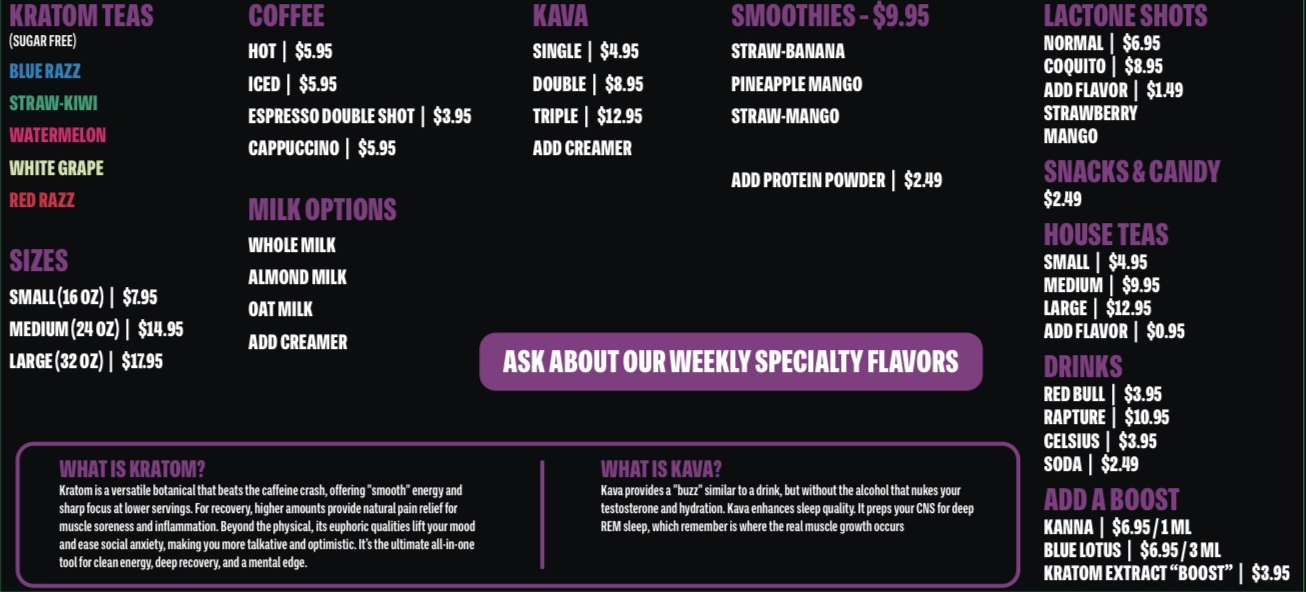 KRATOM TEAS
(SUGAR FREE)
BLUE RAZZ
STRAW-KIWI
WATERMELON
WHITE GRAPE
RED RAZZ
SIZES
SMALL (16 OZ) | $7.95
MEDIUM (24 OZ) | $14.95
LARGE (32 OZ) | $17.95
COFFEE
HOT | $5.95
ICED | $5.95
ESPRESSO DOUBLE SHOT | $3.95
CAPPUCCINO | $5.95
MILK OPTIONS
WHOLE MILK
ALMOND MILK
OAT MILK
ADD CREAMER
KAVA
SINGLE | $4.95
DOUBLE | $8.95
TRIPLE | $12.95
ADD CREAMER
SMOOTHIES - $9.95
STRAW-BANANA
PINEAPPLE MANGO
STRAW-MANGO
ADD PROTEIN POWDER | $2.49
ASK ABOUT OUR WEEKLY SPECIALTY FLAVORS
LACTONE SHOTS
NORMAL | $6.95
COQUITO | $8.95
ADD FLAVOR | $1.49
STRAWBERRY
MANGO
SNACKS & CANDY
$2.49
HOUSE TEAS
SMALL | $4.95
MEDIUM | $9.95
LARGE | $12.95
ADD FLAVOR | $0.95
DRINKS
RED BULL | $3.95
RAPTURE | $10.95
CELSIUS | $3.95
SODA | $2.49
ADD A BOOST
KANNA | $6.95 / 1 ML
BLUE LOTUS | $6.95 / 3 ML
KRATOM EXTRACT “BOOST” | $3.95
WHAT IS KRATOM?
Kratom is a versatile botanical that beats the caffeine crash, offering "smooth" energy and
sharp focus at lower servings. For recovery, higher amounts provide natural pain relief for
muscle soreness and inflammation. Beyond the physical, its euphoric qualities lift your mood
and ease social anxiety, making you more talkative and optimistic. It's the ultimate all-in-one
tool for clean energy, deep recovery, and a mental edge.
WHAT IS KAVA?
Kava provides a "buzz" similar to a drink, but without the alcohol that nukes your
testosterone and hydration. Kava enhances sleep quality. It preps your CNS for deep
REM sleep, which remember is where the real muscle growth occurs